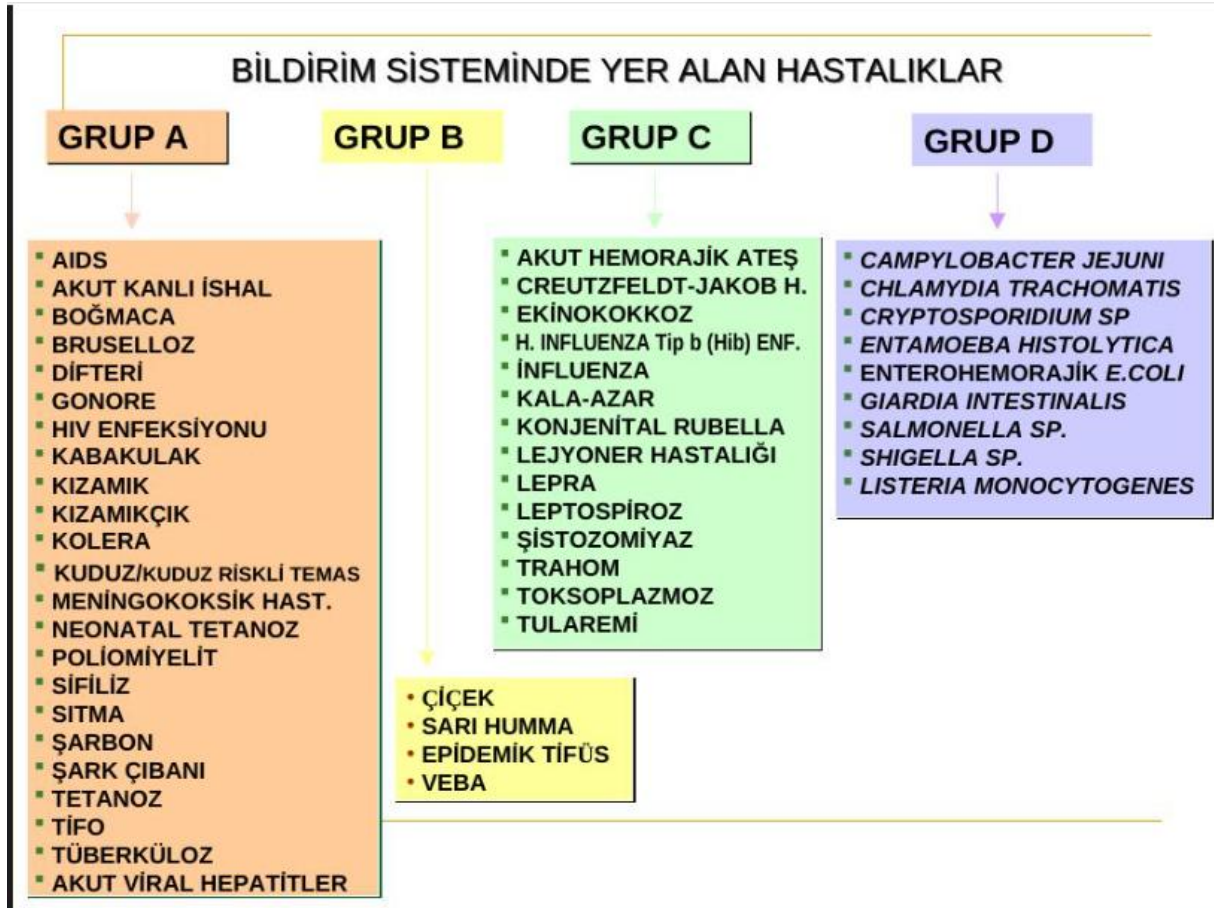 BİLDİRİM SİSTEMİNDE YER ALAN HASTALIKLAR
GRUP A
AIDS
AKUT KANLI İSHAL
BOĞMACA
BRUSELLOZ
DİFTERİ
GONORE
HIV ENFEKSİYONU
KABAKULAK
KIZAMIK
KIZAMIKÇIK
KOLERA
KUDUZ/KUDUZ RİSKLİ TEMAS
MENİNGOKOKSİK HAST.
NEONATAL TETANOZ
POLİOMİYELİT
SİFİLİZ
SITMA
ŞARBON
ŞARK ÇIBANI
TETANOZ
TİFO
TÜBERKÜLOZ
AKUT VİRAL HEPATİTLER
GRUP B
ÇİÇEK
SARI HUMMA
EPİDEMİK TİFÜS
VEBA
GRUP C
AKUT HEMORAJİK ATEŞ
CREUTZFELDT-JAKOB H.
EKİNOKOKKOZ
H. INFLUENZA Tip b (Hib) ENF.
İNFLUENZA
KALA-AZAR
KONJENİTAL RUBELLA
LEJYONER HASTALIĞI
LEPRA
LEPTOSPİROZ
ŞİSTOZOMİYAZ
TRAHOM
TOKSOPLAZMOZ
TULAREMİ
GRUP D
CAMPYLOBACTER JEJUNI
CHLAMYDIA TRACHOMATIS
CRYPTOSPORIDIUM SP
ENTAMOEBA HISTOLYTICA
ENTEROHEMORAJİK E.COLI
GIARDIA INTESTINALIS
SALMONELLA SP.
SHIGELLA SP.
LISTERIA MONOCYTOGENES